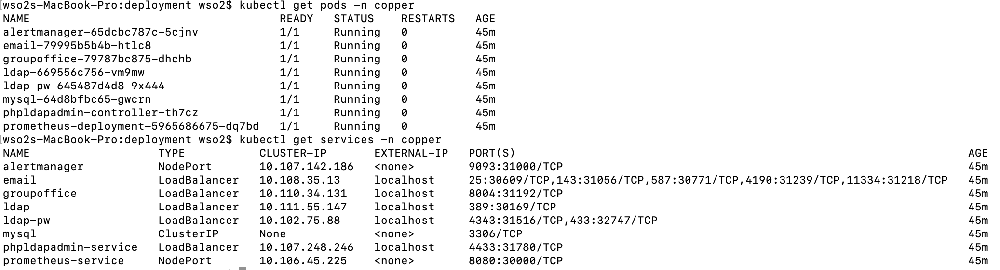 [wso2s-MacBook-Pro:deployment wso2$ kubectl get pods -n copper
NAME READY STATUS RESTARTS AGE
alertmanager-65dcbc787c-5cjnv 1/1 Running 0 45m
email-79995b5b4b-htlc8 1/1 Running 0 45m
groupoffice-79787bc875-dhchb 1/1 Running 0 45m
ldap-669556c756-vm9mw 1/1 Running 0 45m
ldap-pw-645487d4d8-9x444 1/1 Running 0 45m
mysql-64d8bfbc65-gwcrn 1/1 Running 0 45m
phpldapadmin-controller-th7cz 1/1 Running 0 45m
prometheus-deployment-5965686675-dq7bd 1/1 Running 0 45m
[wso2s-MacBook-Pro:deployment wso2$ kubectl get services -n copper
NAME TYPE CLUSTER-IP EXTERNAL-IP PORT(S) AGE
alertmanager NodePort 10.107.142.186 <none> 9093:31000/TCP 45m
email LoadBalancer 10.108.35.13 localhost 25:30609/TCP,143:31056/TCP,587:30771/TCP,4190:31239/TCP,11334:31218/TCP 45m
groupoffice LoadBalancer 10.110.34.131 localhost 8004:31192/TCP 45m
ldap LoadBalancer 10.111.55.147 localhost 389:30169/TCP 45m
ldap-pw LoadBalancer 10.102.75.88 localhost 4343:31516/TCP,433:32747/TCP 45m
mysql ClusterIP None <none> 3306/TCP 45m
phpldapadmin-service LoadBalancer 10.107.248.246 localhost 4433:31780/TCP 45m
prometheus-service NodePort 10.106.45.225 <none> 8080:30000/TCP 45m